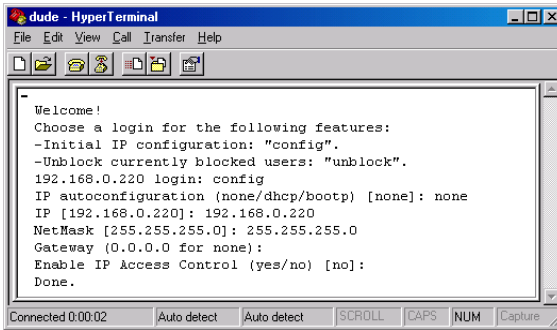 dude - HyperTerminal
File Edit View Call Transfer Help
Welcome!
Choose a login for the following features:
-Initial IP configuration: "config".
-Unblock currently blocked users: "unblock".
192.168.0.220 login: config
IP autoconfiguration (none/dhcp/bootp) [none]: none
IP [192.168.0.220]: 192.168.0.220
NetMask [255.255.255.0]: 255.255.255.0
Gateway (0.0.0.0 for none):
Enable IP Access Control (yes/no) [no]:
Done.
Connected 0:00:02 Auto detect Auto detect SCROLL CAPS NUM Capture